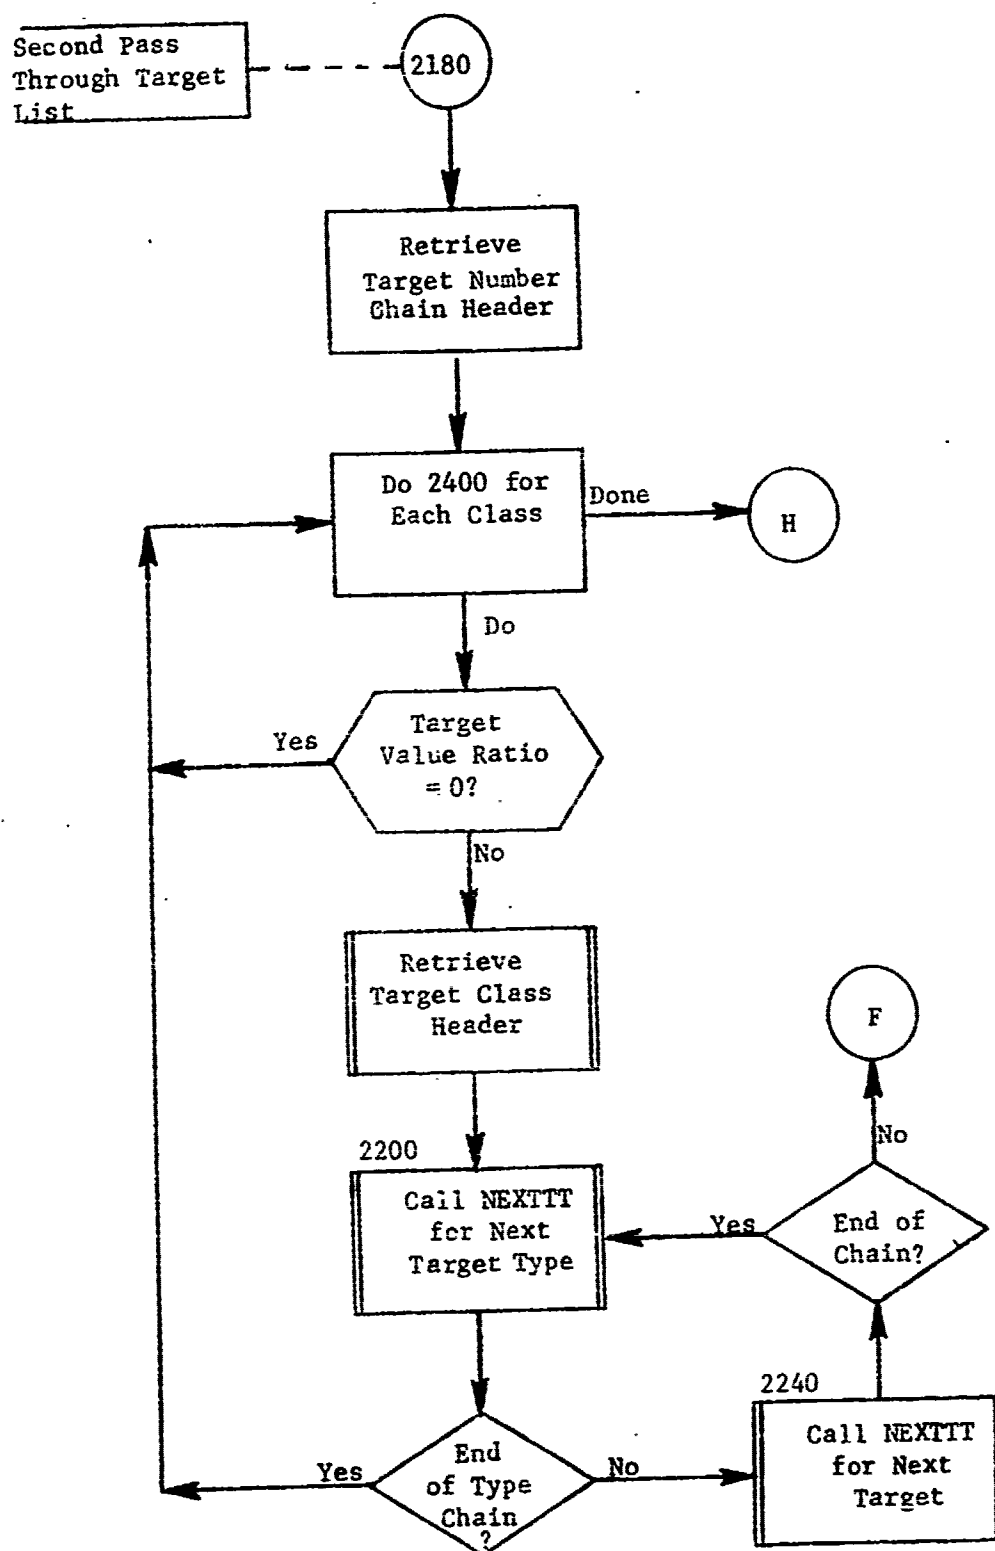 Second Pass
Through Target
List
2180
Retrieve
Target Number
Chain Header
Do 2400 for
Each Class
Done
H
Do
Target
Value Ratio
= 0?
Yes
No
Retrieve
Target Class
Header
F
No
2200
Call NEXTTT
for Next
Target Type
Yes
End of
Chain?
2240
Call NEXTTT
for Next
Target
End
of Type
Chain
?
Yes
No